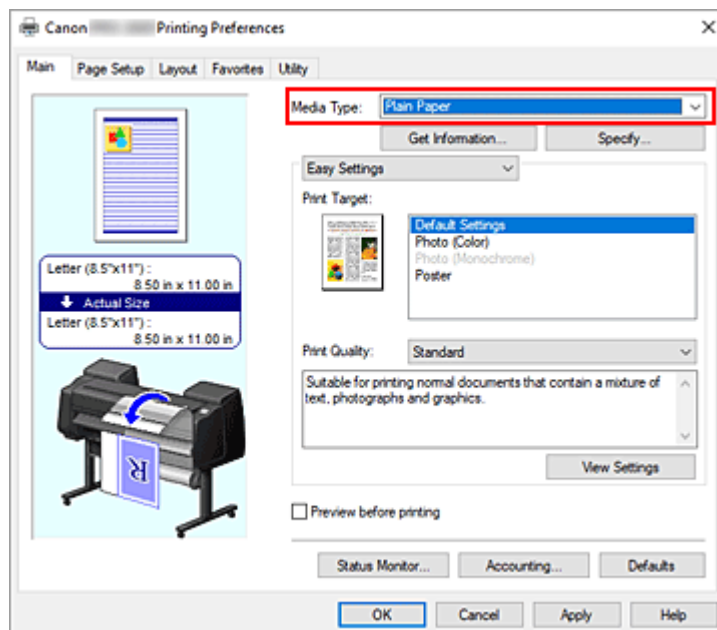 Canon Printing Preferences
Main Page Setup Layout Favorites Utility
Media Type: Plain Paper
Get Information... Specify...
Easy Settings
Print Target:
Default Settings
Photo (Color)
Photo (Monochrome)
Poster
Letter (8.5"x11") :
8.50 in x 11.00 in
Actual Size
Letter (8.5"x11") :
8.50 in x 11.00 in
R
Print Quality: Standard
Suitable for printing normal documents that contain a mixture of
text, photographs and graphics.
View Settings
Preview before printing
Status Monitor... Accounting... Defaults
OK Cancel Apply Help